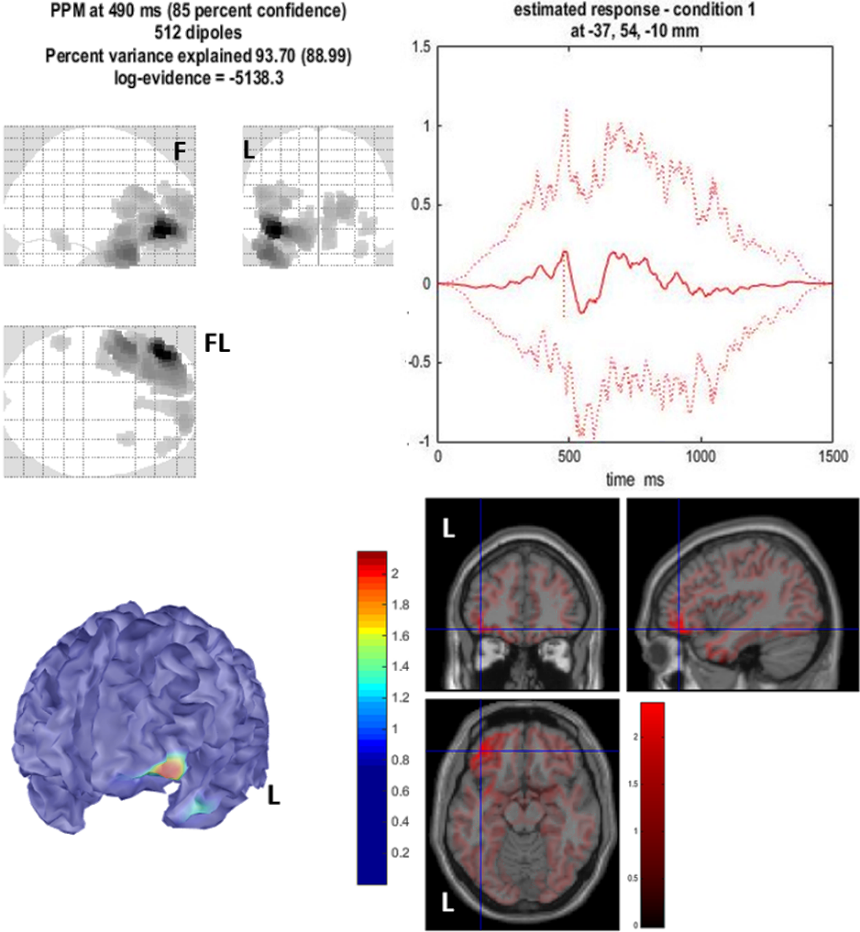 PPM at 490 ms (85 percent confidence)
512 dipoles
Percent variance explained 93.70 (88.99)
log-evidence = -5138.3
estimated response - condition 1
at -37, 54, -10 mm
F
L
FL
1.5
1
0.5
0
-0.5
-1
0
500
1000
1500
time ms
L
2
1.8
1.6
1.4
1.2
1
0.8
0.6
0.4
0.2
L
L
2
1.5
1
0.5
0